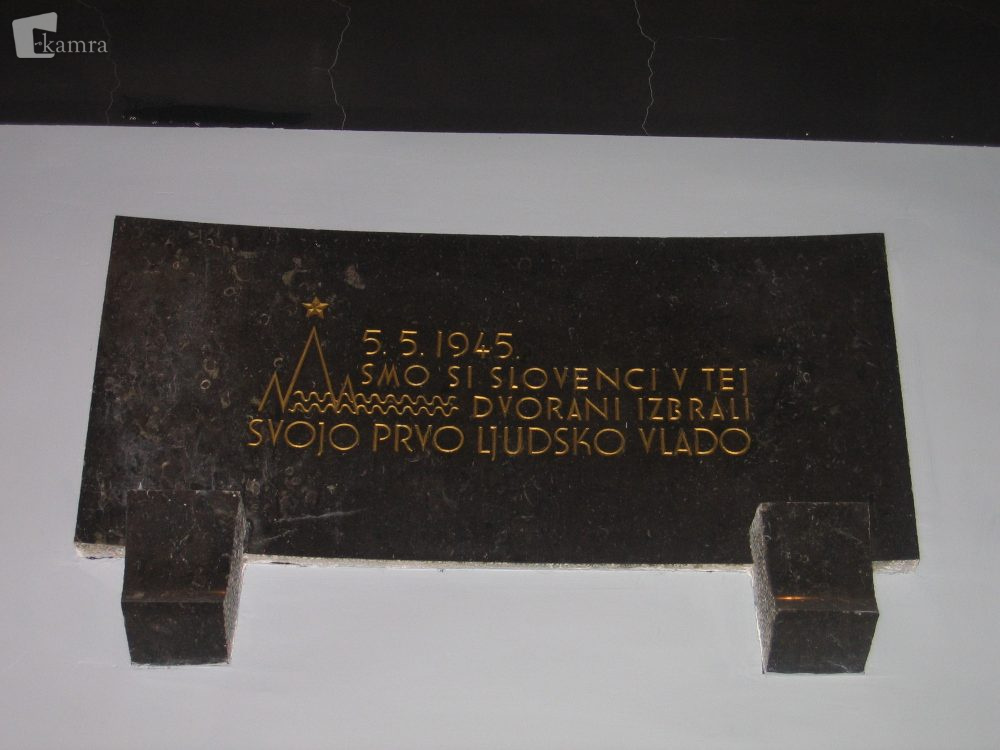 kamra
5. 5. 1945.
SMO SI SLOVENCI V TEJ
DVORANI IZBRALI
SVOJO PRVO LJUDSKO VLADO